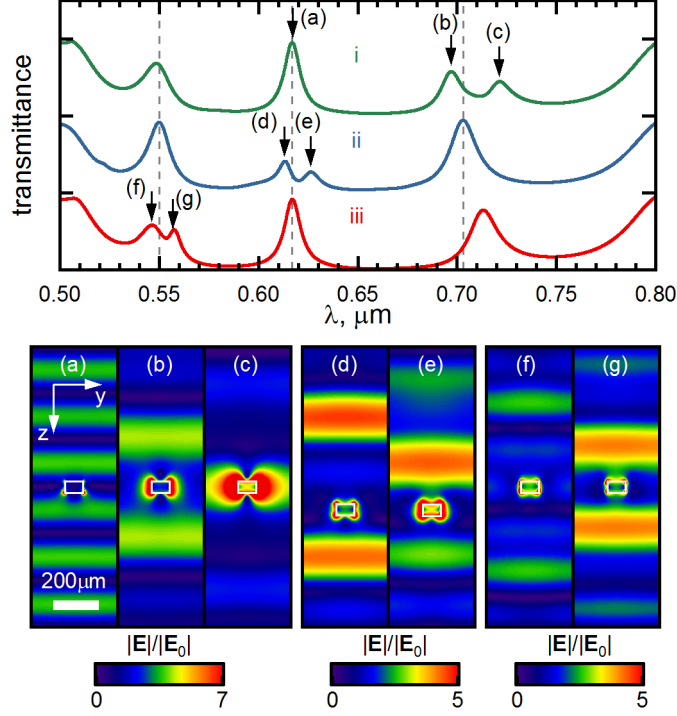 transmittance
(a)
(b)
(c)
i
(d)
(e)
ii
(f)
(g)
iii
0.50 0.55 0.60 0.65 0.70 0.75 0.80
λ, μm
(a) (b) (c) (d) (e) (f) (g)
y
z
200μm
|E|/|E₀| |E|/|E₀| |E|/|E₀|
0 7 0 5 0 5